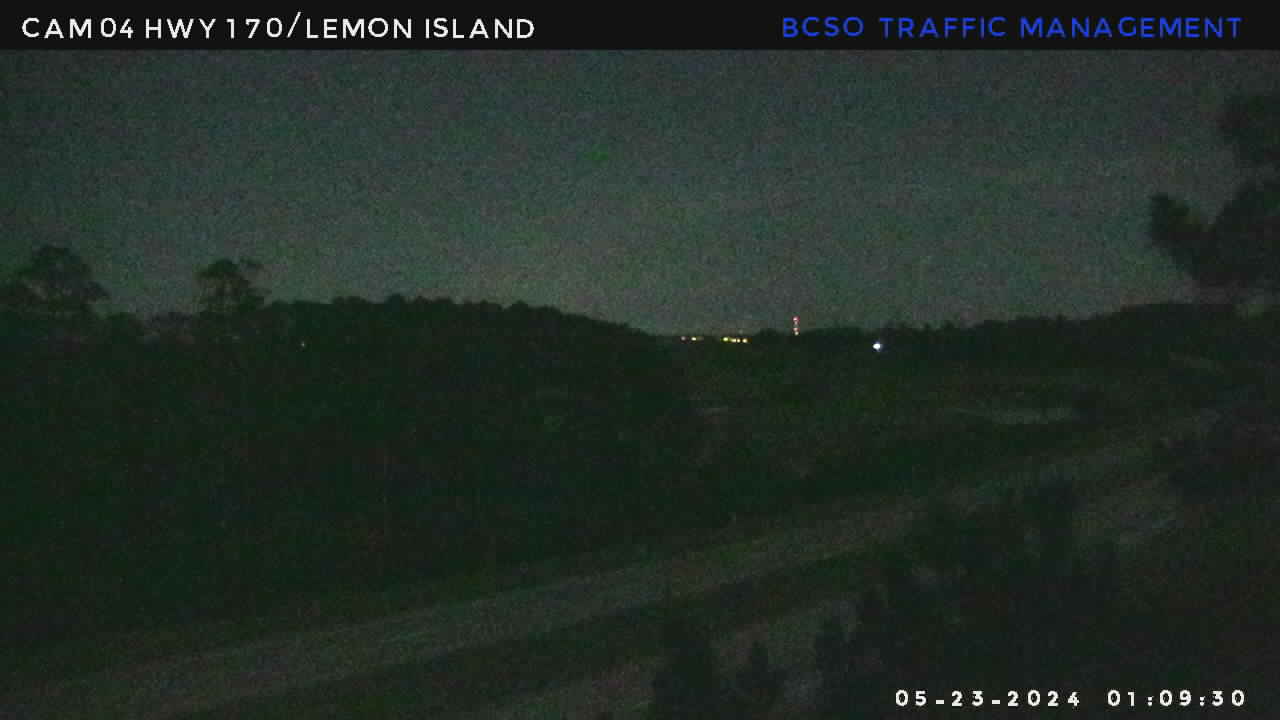 CAM04 HWY 170/LEMON ISLAND
BCSO TRAFFIC MANAGEMENT
05-23-2024 01:09:30